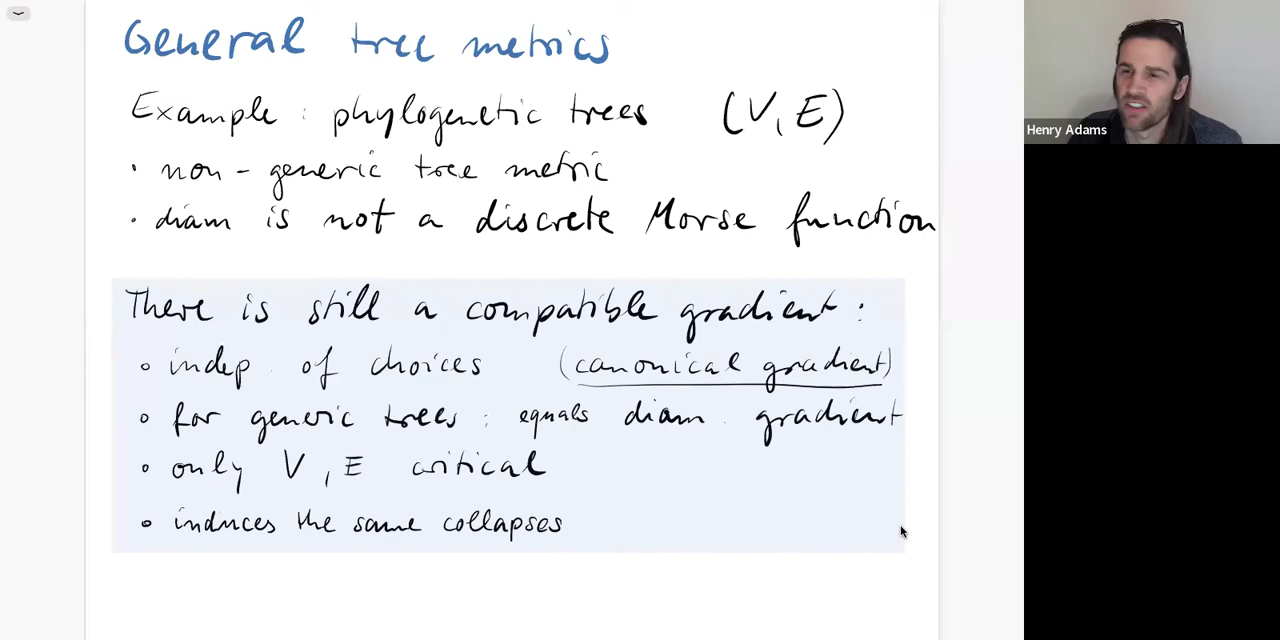 General tree metrics
Example : phylogenetic trees (V, E)
• non-generic tree metric
• diam is not a discrete Morse function
There is still a compatible gradient :
∘ indep. of choices (canonical gradient)
∘ for generic trees : equals diam. gradient
∘ only V, E critical
∘ induces the same collapses
Henry Adams